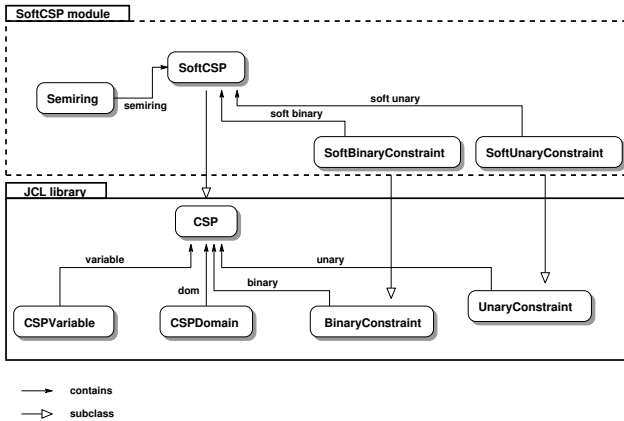 SoftCSP module
SoftCSP
Semiring
semiring
soft unary
soft binary
SoftBinaryConstraint
SoftUnaryConstraint
JCL library
CSP
variable
unary
dom
binary
CSPVariable
CSPDomain
BinaryConstraint
UnaryConstraint
contains
subclass